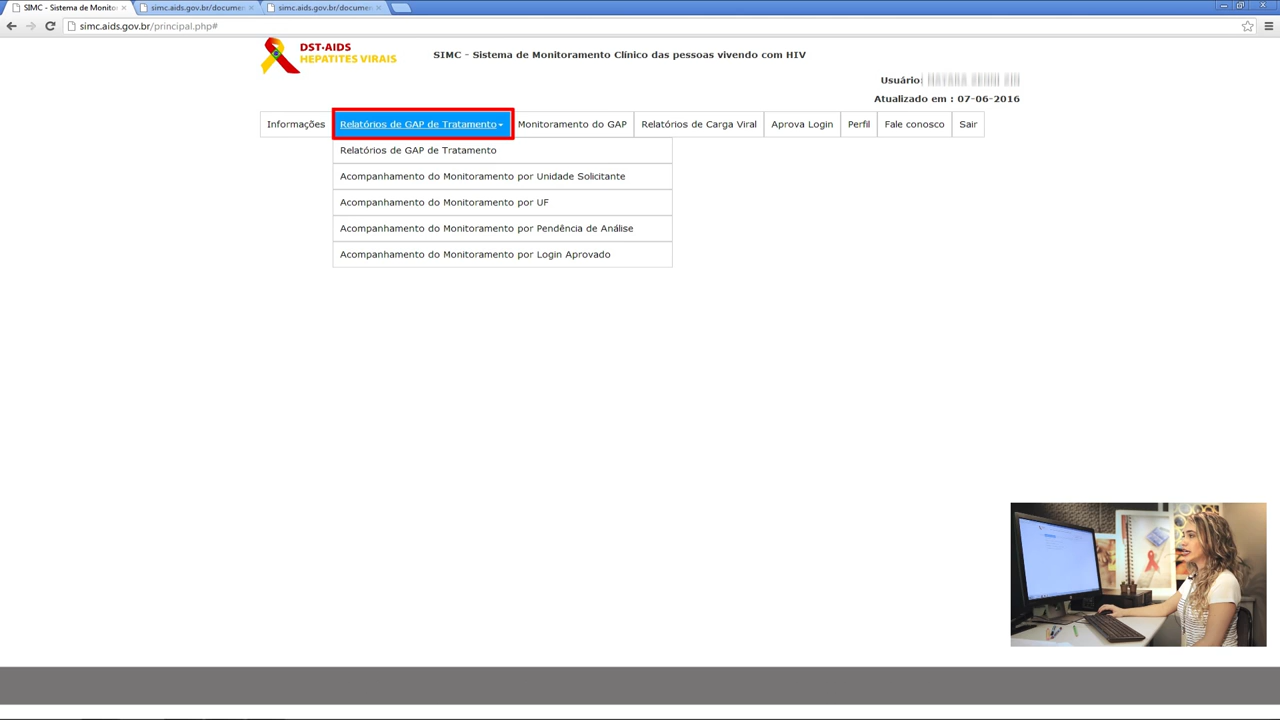 SIMC - Sistema de Monitor
simc.aids.gov.br/documen
simc.aids.gov.br/documen
simc.aids.gov.br/principal.php#
DST·AIDS
HEPATITES VIRAIS
SIMC - Sistema de Monitoramento Clínico das pessoas vivendo com HIV
Usuário
Atualizado em : 07-06-2016
Informações Relatórios de GAP de Tratamento Monitoramento do GAP Relatórios de Carga Viral Aprova Login Perfil Fale conosco Sair
Relatórios de GAP de Tratamento
Acompanhamento do Monitoramento por Unidade Solicitante
Acompanhamento do Monitoramento por UF
Acompanhamento do Monitoramento por Pendência de Análise
Acompanhamento do Monitoramento por Login Aprovado